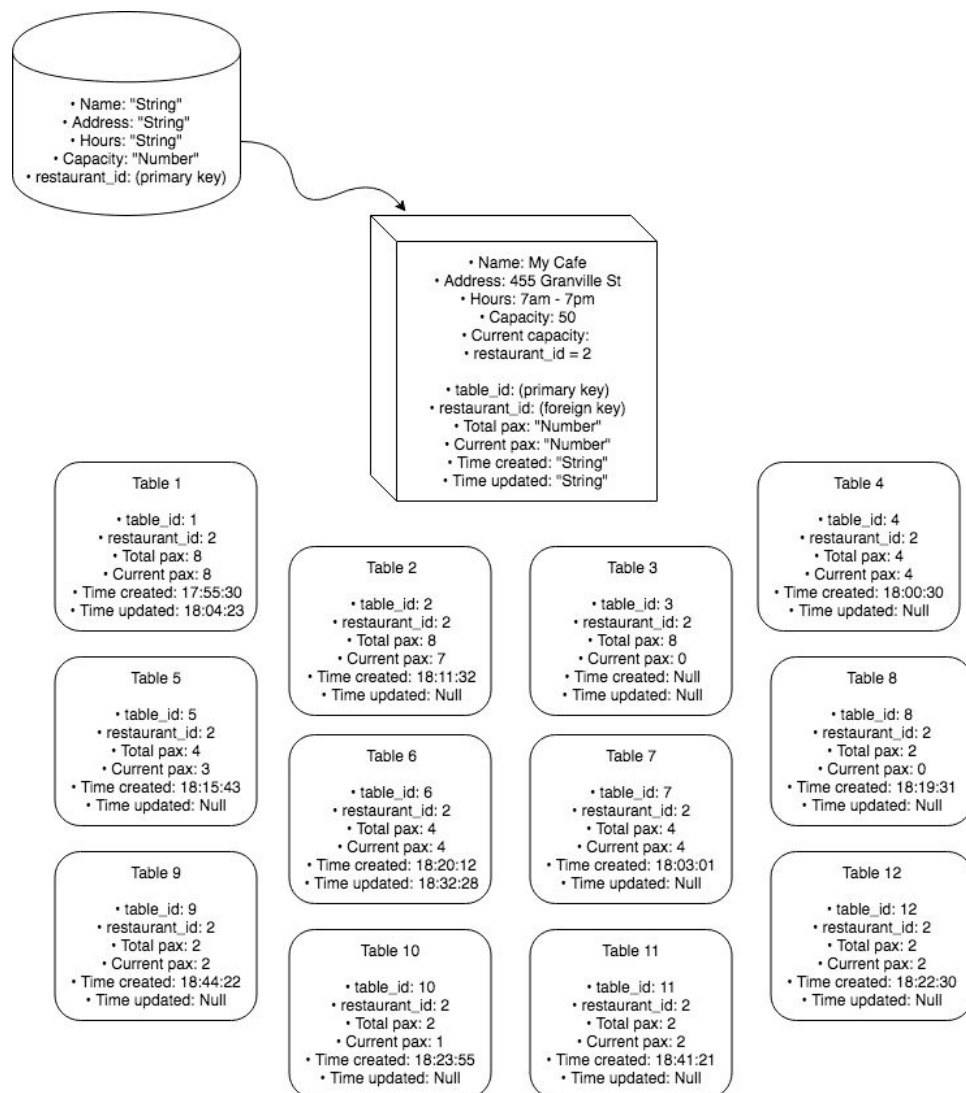 • Name: "String"
• Address: "String"
• Hours: "String"
• Capacity: "Number"
• restaurant_id: (primary key)
• Name: My Cafe
• Address: 455 Granville St
• Hours: 7am - 7pm
• Capacity: 50
• Current capacity:
• restaurant_id = 2
• table_id: (primary key)
• restaurant_id: (foreign key)
• Total pax: "Number"
• Current pax: "Number"
• Time created: "String"
• Time updated: "String"
Table 1
• table_id: 1
• restaurant_id: 2
• Total pax: 8
• Current pax: 8
• Time created: 17:55:30
• Time updated: 18:04:23
Table 2
• table_id: 2
• restaurant_id: 2
• Total pax: 8
• Current pax: 7
• Time created: 18:11:32
• Time updated: Null
Table 3
• table_id: 3
• restaurant_id: 2
• Total pax: 8
• Current pax: 0
• Time created: Null
• Time updated: Null
Table 4
• table_id: 4
• restaurant_id: 2
• Total pax: 4
• Current pax: 4
• Time created: 18:00:30
• Time updated: Null
Table 5
• table_id: 5
• restaurant_id: 2
• Total pax: 4
• Current pax: 3
• Time created: 18:15:43
• Time updated: Null
Table 6
• table_id: 6
• restaurant_id: 2
• Total pax: 4
• Current pax: 4
• Time created: 18:20:12
• Time updated: 18:32:28
Table 7
• table_id: 7
• restaurant_id: 2
• Total pax: 4
• Current pax: 4
• Time created: 18:03:01
• Time updated: Null
Table 8
• table_id: 8
• restaurant_id: 2
• Total pax: 2
• Current pax: 0
• Time created: 18:19:31
• Time updated: Null
Table 9
• table_id: 9
• restaurant_id: 2
• Total pax: 2
• Current pax: 2
• Time created: 18:44:22
• Time updated: Null
Table 10
• table_id: 10
• restaurant_id: 2
• Total pax: 2
• Current pax: 1
• Time created: 18:23:55
• Time updated: Null
Table 11
• table_id: 11
• restaurant_id: 2
• Total pax: 2
• Current pax: 2
• Time created: 18:41:21
• Time updated: Null
Table 12
• table_id: 12
• restaurant_id: 2
• Total pax: 2
• Current pax: 2
• Time created: 18:22:30
• Time updated: Null